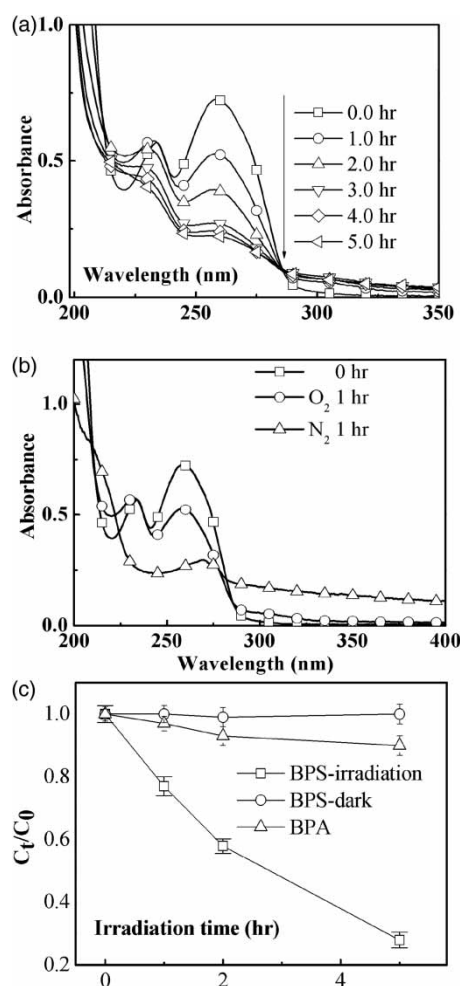 (a)
1.0
0.5
0.0
Absorbance
0.0 hr
1.0 hr
2.0 hr
3.0 hr
4.0 hr
5.0 hr
Wavelength (nm)
200 250 300 350
(b)
1.0
0.5
0.0
Absorbance
0 hr
O₂ 1 hr
N₂ 1 hr
200 250 300 350 400
Wavelength (nm)
(c)
1.0
0.8
0.6
0.4
0.2
Cₜ/C₀
BPS-irradiation
BPS-dark
BPA
Irradiation time (hr)
0 2 4